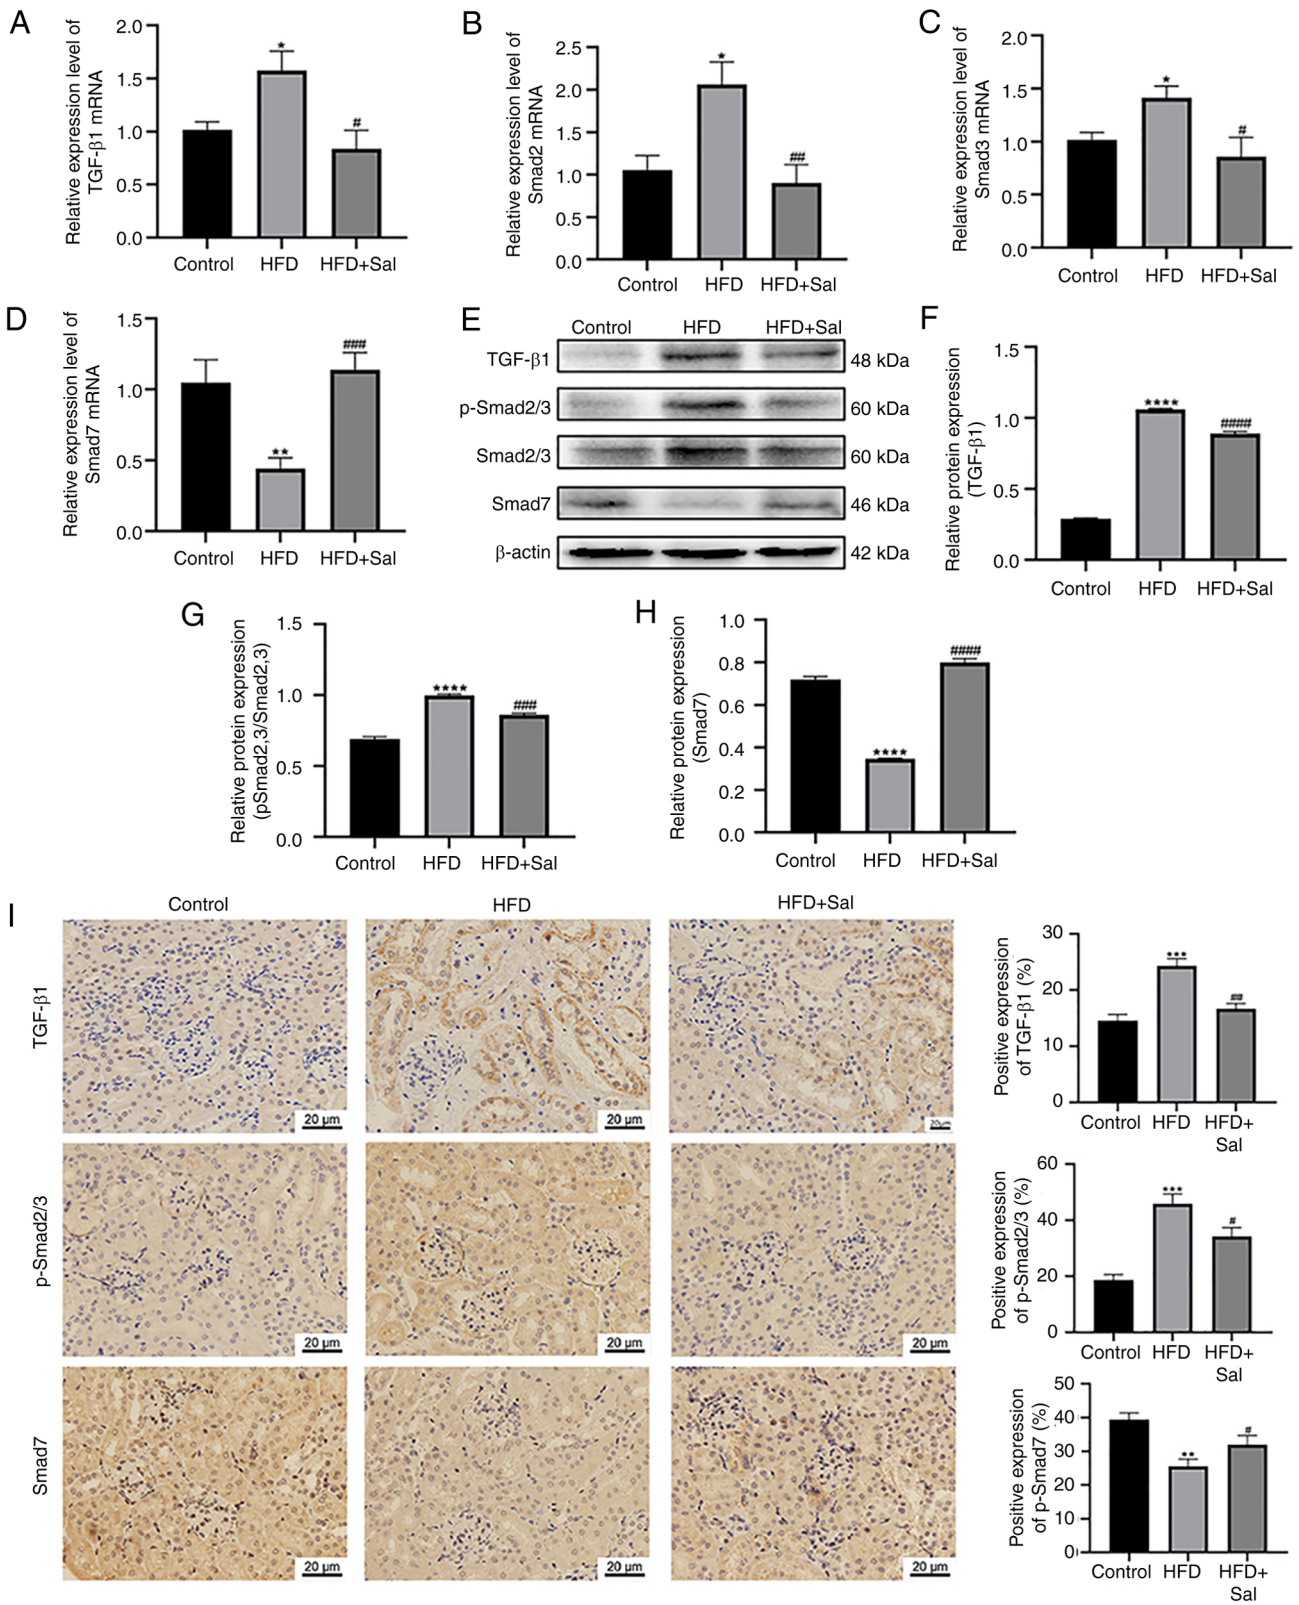 A
Relative expression level of
TGF-β1 mRNA
2.0
1.5
1.0
0.5
0.0
*
#
Control HFD HFD+Sal
B
Relative expression level of
Smad2 mRNA
2.5
2.0
1.5
1.0
0.5
0.0
*
##
Control HFD HFD+Sal
C
Relative expression level of
Smad3 mRNA
2.0
1.5
1.0
0.5
0.0
*
#
Control HFD HFD+Sal
D
Relative expression level of
Smad7 mRNA
1.5
1.0
0.5
0.0
**
###
Control HFD HFD+Sal
E
Control HFD HFD+Sal
TGF-β1 48 kDa
p-Smad2/3 60 kDa
Smad2/3 60 kDa
Smad7 46 kDa
β-actin 42 kDa
F
Relative protein expression
(TGF-β1)
1.5
1.0
0.5
0.0
****
####
Control HFD HFD+Sal
G
Relative protein expression
(pSmad2,3/Smad2,3)
1.5
1.0
0.5
0.0
****
###
Control HFD HFD+Sal
H
Relative protein expression
(Smad7)
1.0
0.8
0.6
0.4
0.2
0.0
****
####
Control HFD HFD+Sal
I
Control HFD HFD+Sal
TGF-β1
20 µm
20 µm
20µm
Positive expression
of TGF-β1 (%)
30
20
10
0
***
##
Control HFD HFD+
Sal
p-Smad2/3
20 µm
20 µm
20 µm
Positive expression
of p-Smad2/3 (%)
60
40
20
0
***
#
Control HFD HFD+
Sal
Smad7
20 µm
20 µm
20 µm
Positive expression
of p-Smad7 (%)
50
40
30
20
10
0
**
#
Control HFD HFD+
Sal